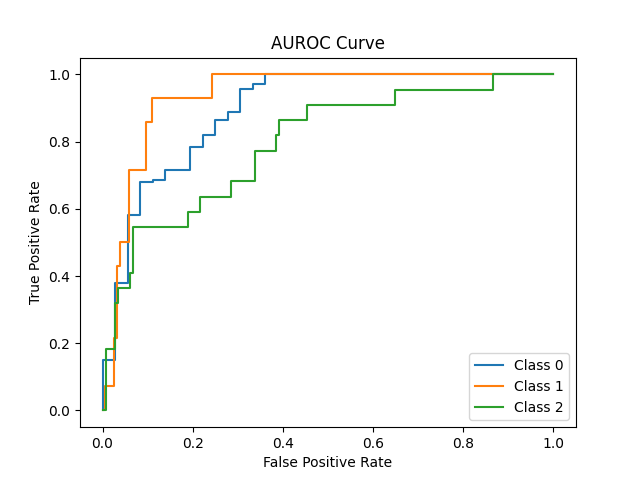 AUROC Curve
True Positive Rate
1.0
0.8
0.6
0.4
0.2
0.0
0.0 0.2 0.4 0.6 0.8 1.0
False Positive Rate
Class 0
Class 1
Class 2